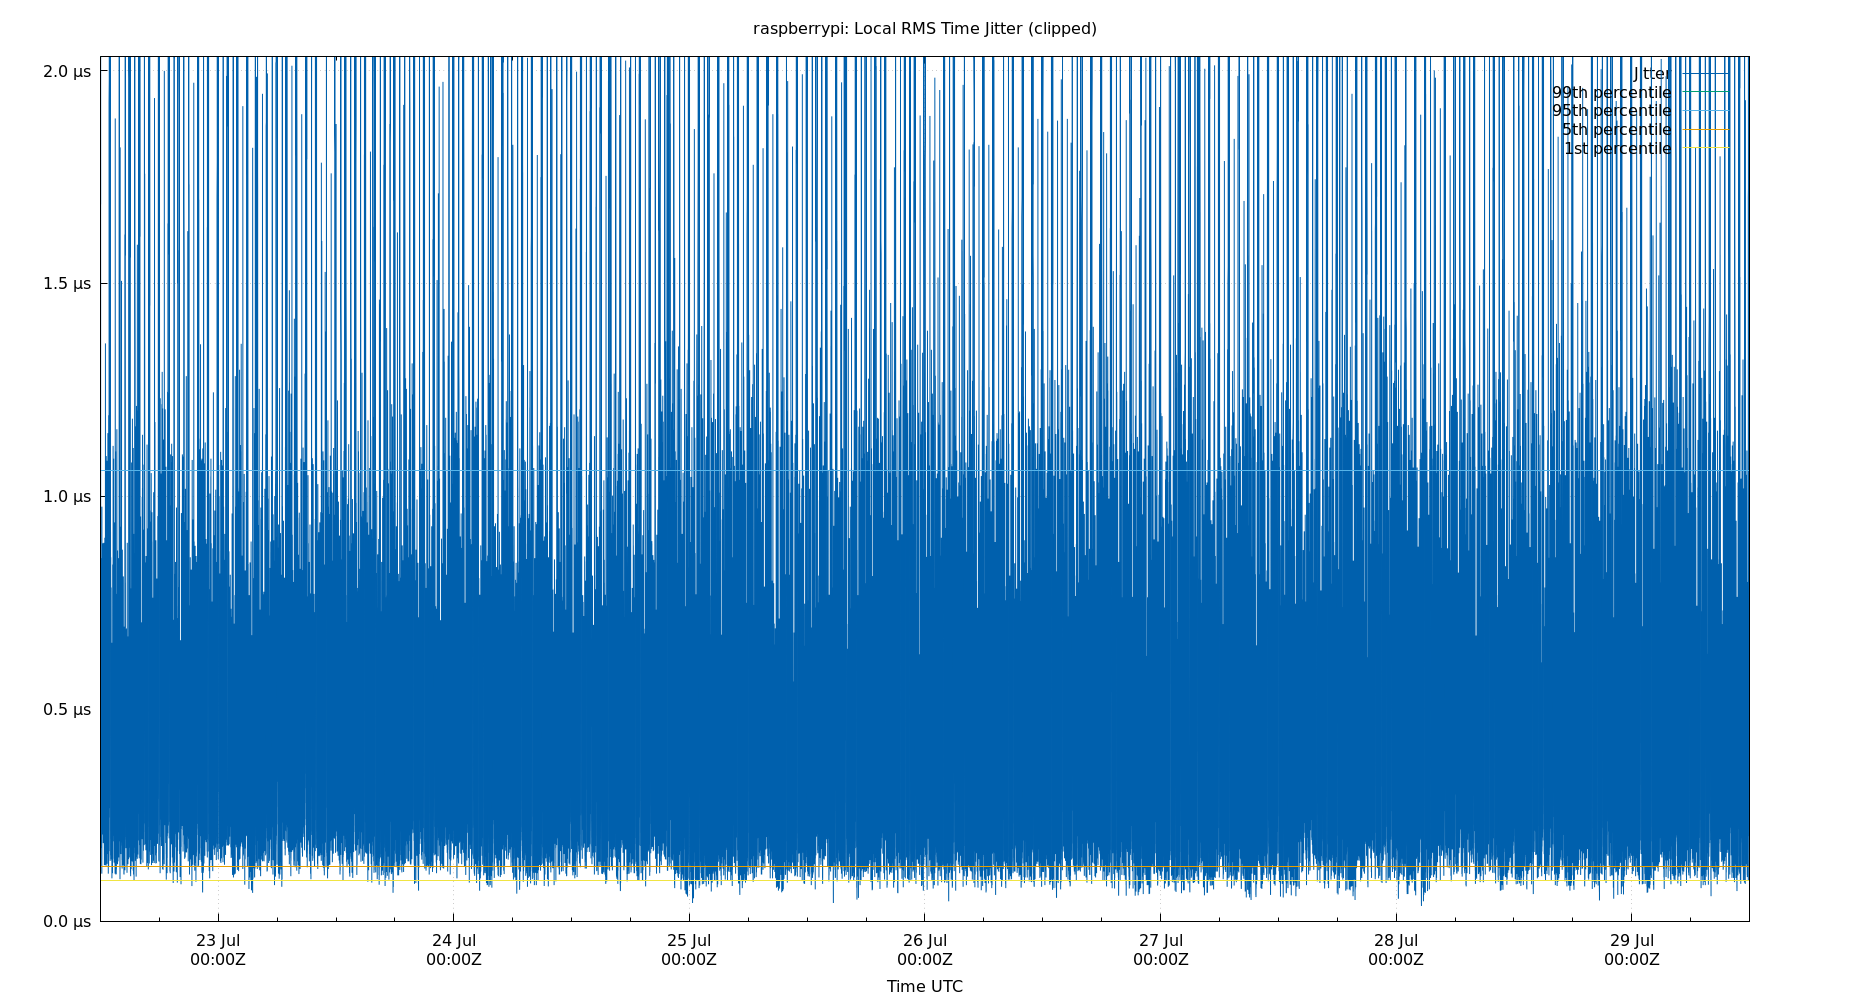 raspberrypi: Local RMS Time Jitter (clipped)
2.0 μs
1.5 μs
1.0 μs
0.5 μs
0.0 μs
Jitter
99th percentile
95th percentile
5th percentile
1st percentile
23 Jul 24 Jul 25 Jul 26 Jul 27 Jul 28 Jul 29 Jul
00:00Z 00:00Z 00:00Z 00:00Z 00:00Z 00:00Z 00:00Z
Time UTC